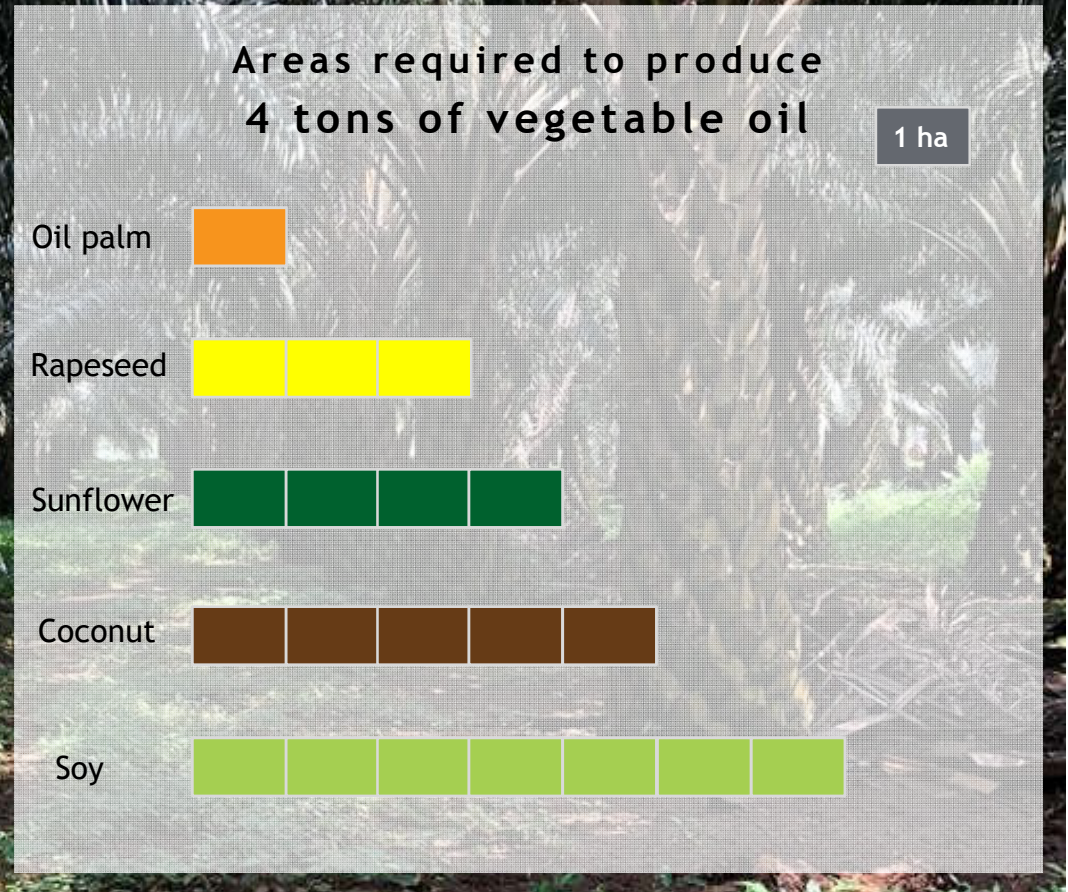 Areas required to produce
4 tons of vegetable oil
1 ha
Oil palm
Rapeseed
Sunflower
Coconut
Soy